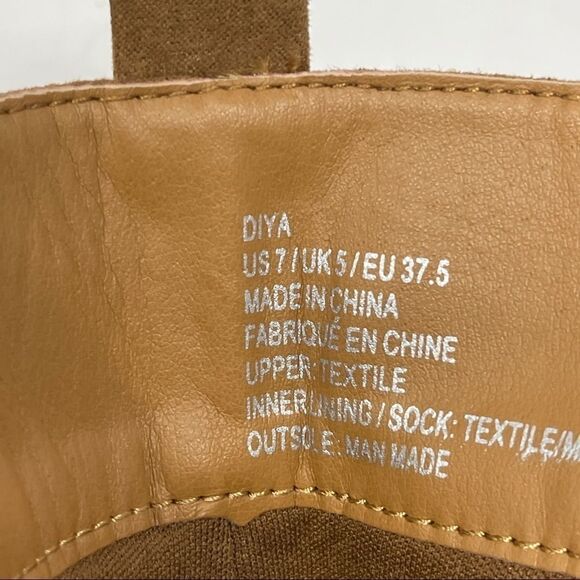 DIYA
US 7 / UK 5 / EU 37.5
MADE IN CHINA
FABRIQUÉ EN CHINE
UPPER: TEXTILE
INNER LINING / SOCK: TEXTILE/M
OUTSOLE: MAN MADE